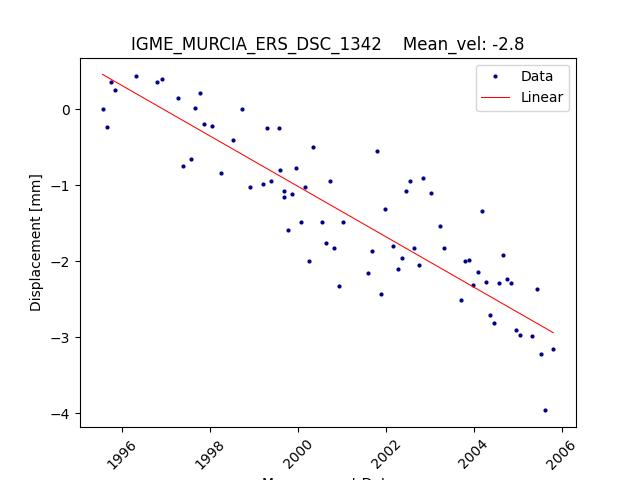 IGME_MURCIA_ERS_DSC_1342    Mean_vel: -2.8
Data
Linear
Displacement [mm]
0
−1
−2
−3
−4
1996
1998
2000
2002
2004
2006